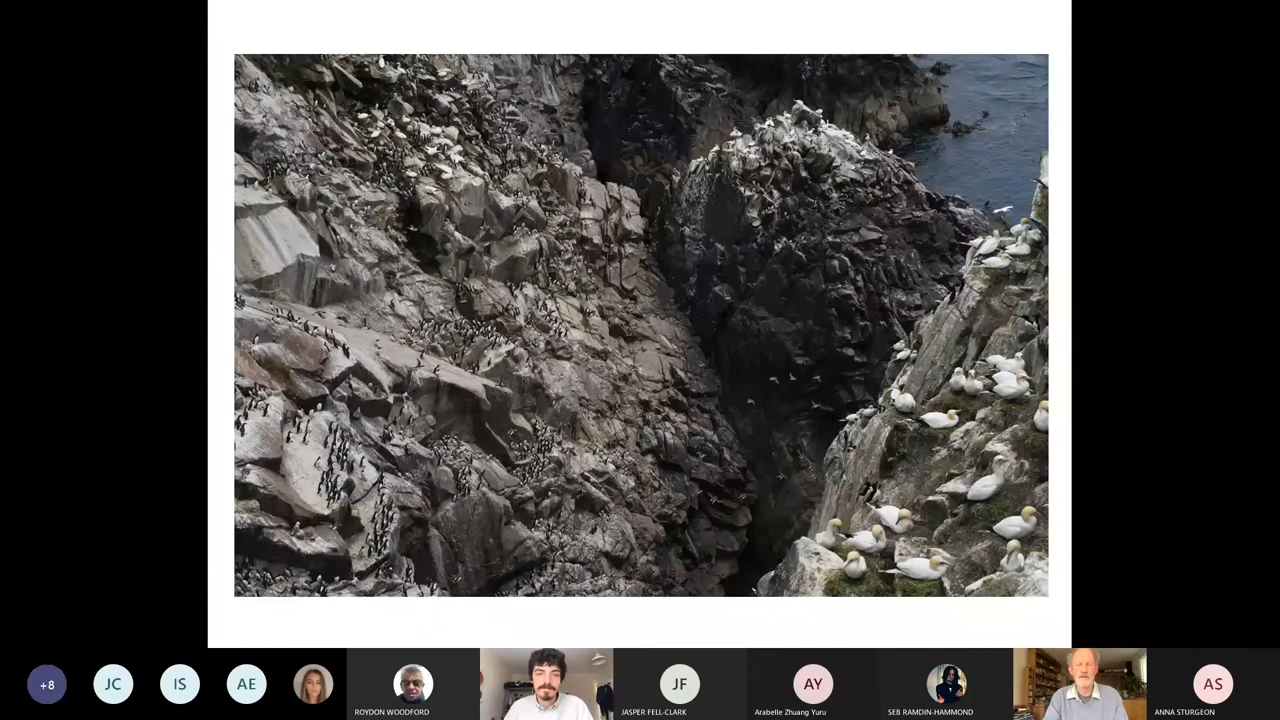 +8
JC
IS
AE
ROYDON WOODFORD
JF
JASPER FELL-CLARK
AY
Arabelle Zhuang Yuru
SEB RAMDIN-HAMMOND
AS
ANNA STURGEON